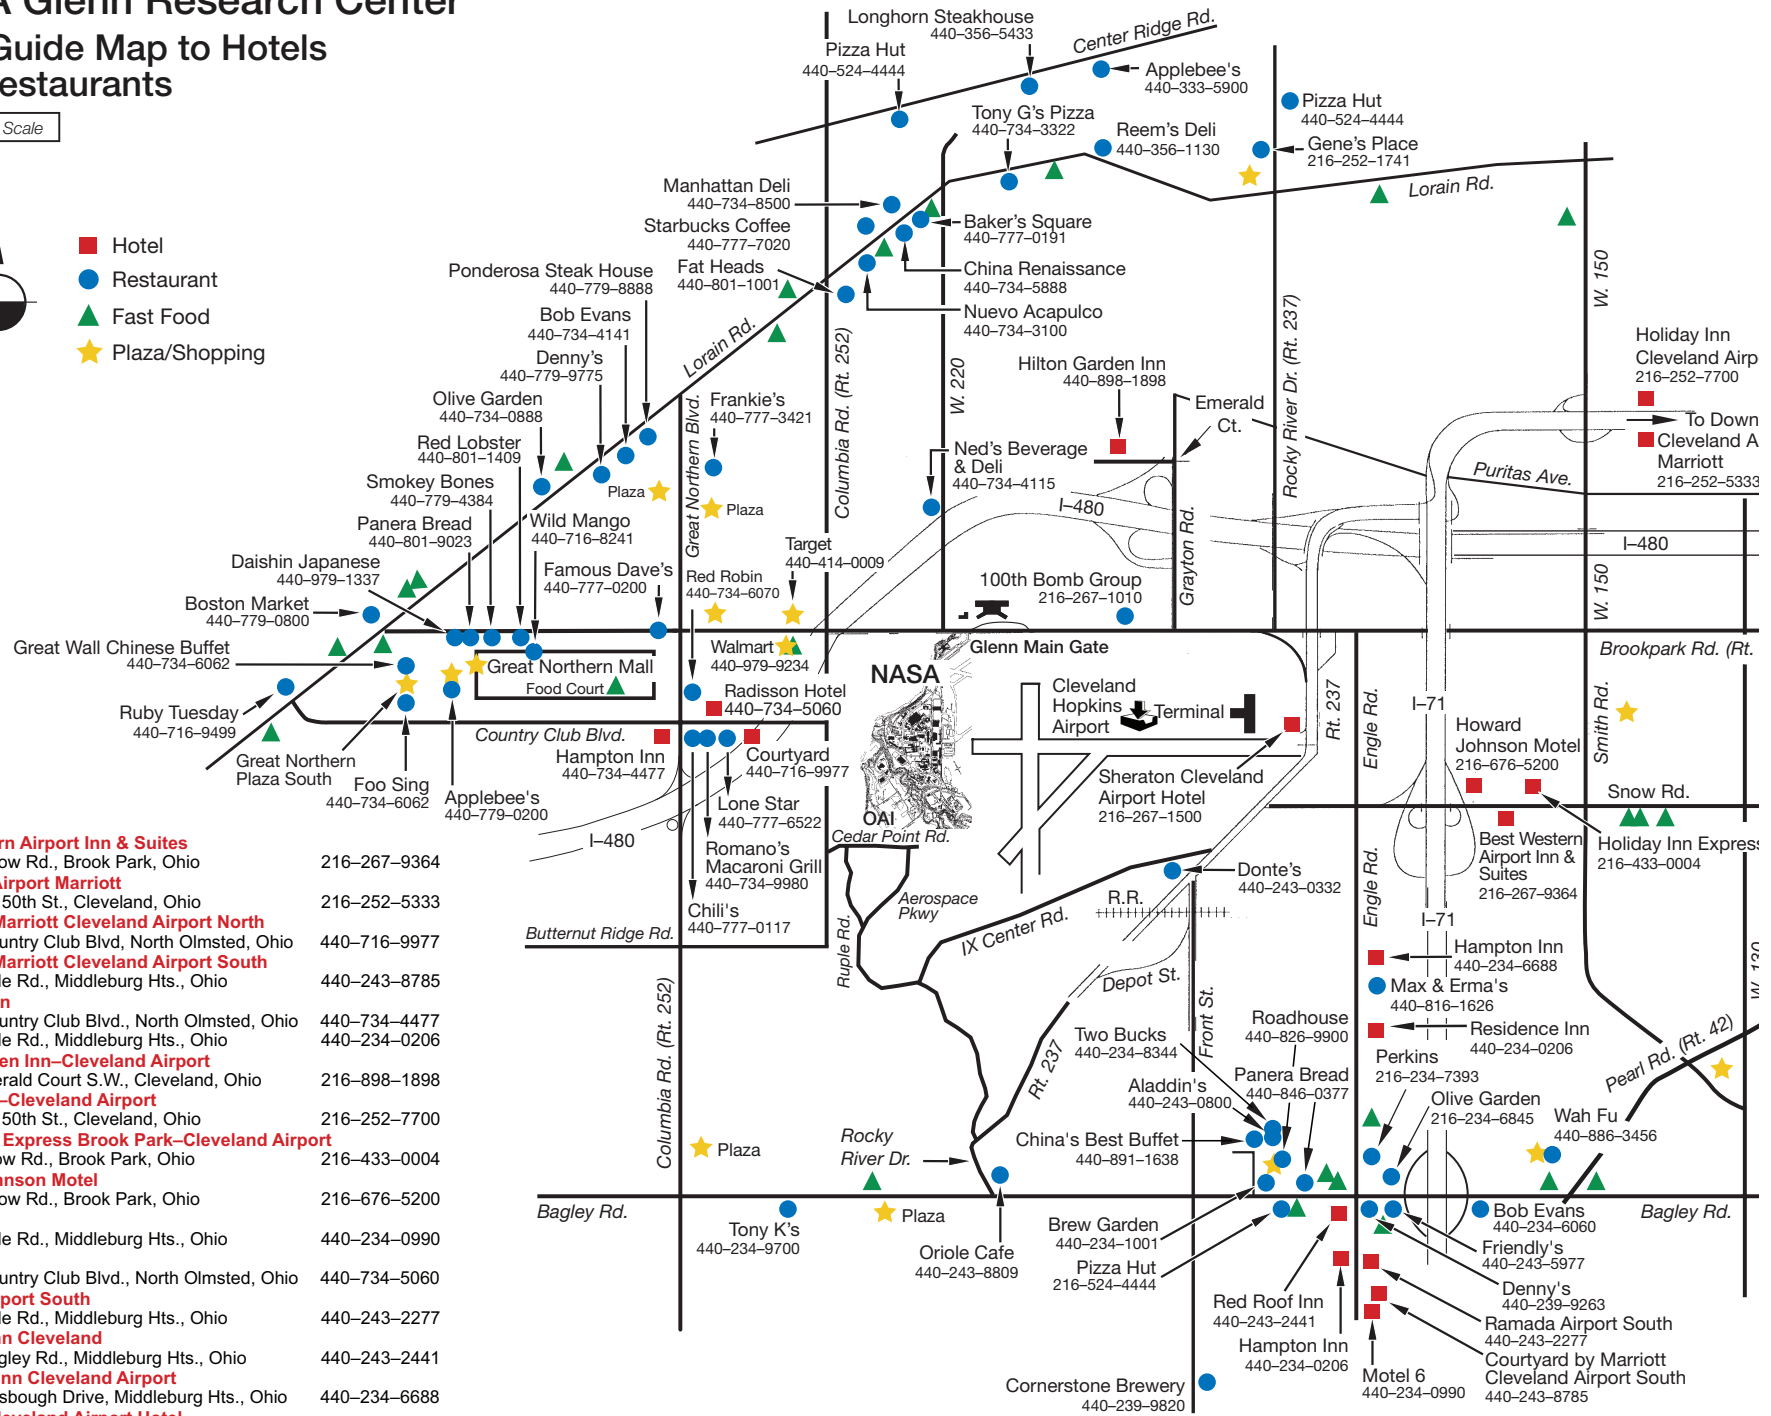 A Glenn Research Center
Guide Map to Hotels
estaurants
Scale
Hotel
Restaurant
Fast Food
Plaza/Shopping
Longhorn Steakhouse
440–356–5433
Center Ridge Rd.
Pizza Hut
440–524–4444
Applebee's
440–333–5900
Pizza Hut
440–524–4444
Tony G's Pizza
440–734–3322
Reem's Deli
440–356–1130
Gene's Place
216–252–1741
Lorain Rd.
Manhattan Deli
440–734–8500
Starbucks Coffee
440–777–7020
Baker's Square
440–777–0191
Fat Heads
440–801–1001
China Renaissance
440–734–5888
Nuevo Acapulco
440–734–3100
Ponderosa Steak House
440–779–8888
Bob Evans
440–734–4141
Denny's
440–779–9775
Lorain Rd.
Olive Garden
440–734–0888
Red Lobster
440–801–1409
Smokey Bones
440–779–4384
Panera Bread
440–801–9023
Wild Mango
440–716–8241
Daishin Japanese
440–979–1337
Boston Market
440–779–0800
Great Wall Chinese Buffet
440–734–6062
Ruby Tuesday
440–716–9499
Great Northern
Plaza South
Foo Sing
440–734–6062
Applebee's
440–779–0200
Great Northern Mall
Food Court
Country Club Blvd.
Famous Dave's
440–777–0200
Frankie's
440–777–3421
Plaza
Plaza
Great Northern Blvd.
Columbia Rd. (Rt. 252)
W. 220
Red Robin
440–734–6070
Target
440–414–0009
Walmart
440–979–9234
Radisson Hotel
440–734–5060
Hampton Inn
440–734–4477
Courtyard
440–716–9977
Lone Star
440–777–6522
Romano's
Macaroni Grill
440–734–9980
Chili's
440–777–0117
I–480
Butternut Ridge Rd.
Columbia Rd. (Rt. 252)
Hilton Garden Inn
440–898–1898
Emerald
Ct.
Ned's Beverage
& Deli
440–734–4115
I–480
Grayton Rd.
Rocky River Dr. (Rt. 237)
Puritas Ave.
W. 150
Holiday Inn
Cleveland Airp
216–252–7700
To Down
Cleveland A
Marriott
216–252–5333
I–480
W. 150
Brookpark Rd. (Rt.
100th Bomb Group
216–267–1010
Glenn Main Gate
NASA
OAI
Cedar Point Rd.
Cleveland
Hopkins
Airport
Terminal
Sheraton Cleveland
Airport Hotel
216–267–1500
Rt. 237
Engle Rd.
I–71
Smith Rd.
Howard
Johnson Motel
216–676–5200
Snow Rd.
Best Western
Airport Inn &
Suites
216–267–9364
Holiday Inn Express
216–433–0004
Aerospace
Pkwy
Ruple Rd.
IX Center Rd.
Donte's
440–243–0332
R.R.
Depot St.
Front St.
Rt. 237
Engle Rd.
I–71
Hampton Inn
440–234–6688
Max & Erma's
440–816–1626
Residence Inn
440–234–0206
W. 130
Pearl Rd. (Rt. 42)
Roadhouse
440–826–9900
Two Bucks
440–234–8344
Panera Bread
440–846–0377
Aladdin's
440–243–0800
China's Best Buffet
440–891–1638
Perkins
216–234–7393
Olive Garden
216–234–6845
Wah Fu
440–886–3456
Rocky
River Dr.
Plaza
Plaza
Bagley Rd.
Tony K's
440–234–9700
Oriole Cafe
440–243–8809
Brew Garden
440–234–1001
Pizza Hut
216–524–4444
Red Roof Inn
440–243–2441
Hampton Inn
440–234–0206
Motel 6
440–234–0990
Bob Evans
440–234–6060
Bagley Rd.
Friendly's
440–243–5977
Denny's
440–239–9263
Ramada Airport South
440–243–2277
Courtyard by Marriott
Cleveland Airport South
440–243–8785
Cornerstone Brewery
440–239–9820
rn Airport Inn & Suites
ow Rd., Brook Park, Ohio 216–267–9364
Airport Marriott
50th St., Cleveland, Ohio 216–252–5333
Marriott Cleveland Airport North
untry Club Blvd, North Olmsted, Ohio 440–716–9977
Marriott Cleveland Airport South
le Rd., Middleburg Hts., Ohio 440–243–8785
n
untry Club Blvd., North Olmsted, Ohio 440–734–4477
le Rd., Middleburg Hts., Ohio 440–234–0206
en Inn–Cleveland Airport
erald Court S.W., Cleveland, Ohio 216–898–1898
–Cleveland Airport
50th St., Cleveland, Ohio 216–252–7700
Express Brook Park–Cleveland Airport
ow Rd., Brook Park, Ohio 216–433–0004
hnson Motel
ow Rd., Brook Park, Ohio 216–676–5200
le Rd., Middleburg Hts., Ohio 440–234–0990
untry Club Blvd., North Olmsted, Ohio 440–734–5060
port South
le Rd., Middleburg Hts., Ohio 440–243–2277
nn Cleveland
gley Rd., Middleburg Hts., Ohio 440–243–2441
Inn Cleveland Airport
sbough Drive, Middleburg Hts., Ohio 440–234–6688
leveland Airport Hotel